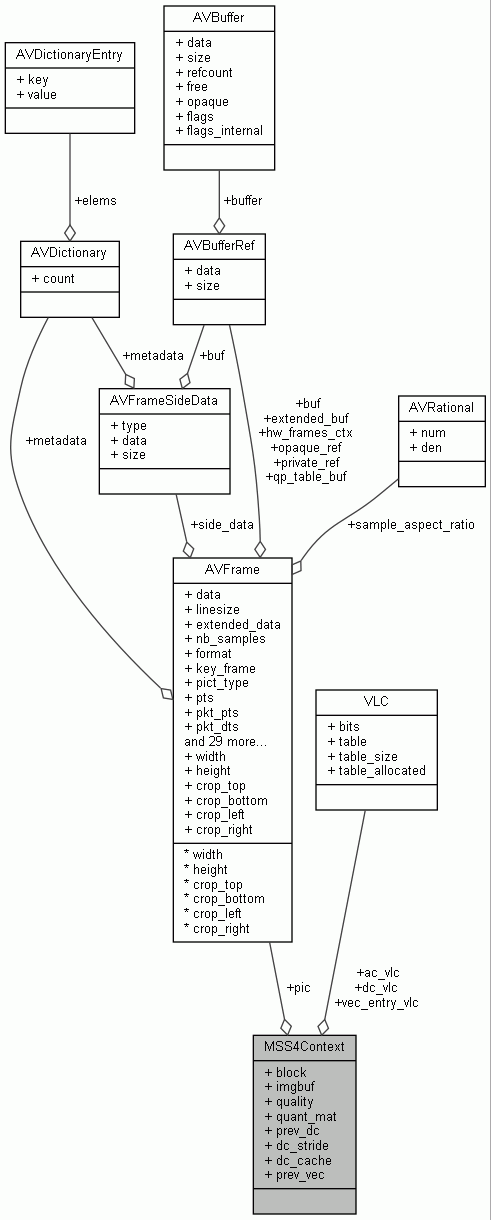 AVBuffer
+ data
+ size
+ refcount
+ free
+ opaque
+ flags
+ flags_internal
AVDictionaryEntry
+ key
+ value
+elems
+buffer
AVDictionary
+ count
AVBufferRef
+ data
+ size
+metadata
+buf
AVFrameSideData
+ type
+ data
+ size
+metadata
+buf
+extended_buf
+hw_frames_ctx
+opaque_ref
+private_ref
+qp_table_buf
AVRational
+ num
+ den
+side_data
+sample_aspect_ratio
AVFrame
+ data
+ linesize
+ extended_data
+ nb_samples
+ format
+ key_frame
+ pict_type
+ pts
+ pkt_pts
+ pkt_dts
and 29 more...
+ width
+ height
+ crop_top
+ crop_bottom
+ crop_left
+ crop_right
* width
* height
* crop_top
* crop_bottom
* crop_left
* crop_right
VLC
+ bits
+ table
+ table_size
+ table_allocated
+pic
+ac_vlc
+dc_vlc
+vec_entry_vlc
MSS4Context
+ block
+ imgbuf
+ quality
+ quant_mat
+ prev_dc
+ dc_stride
+ dc_cache
+ prev_vec